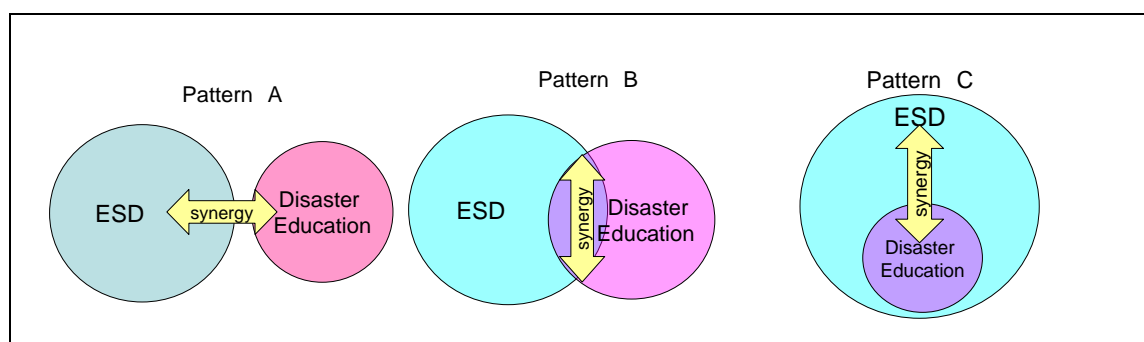 Pattern A
ESD
synergy
Disaster
Education
Pattern B
ESD
synergy
Disaster
Education
Pattern C
ESD
synergy
Disaster
Education